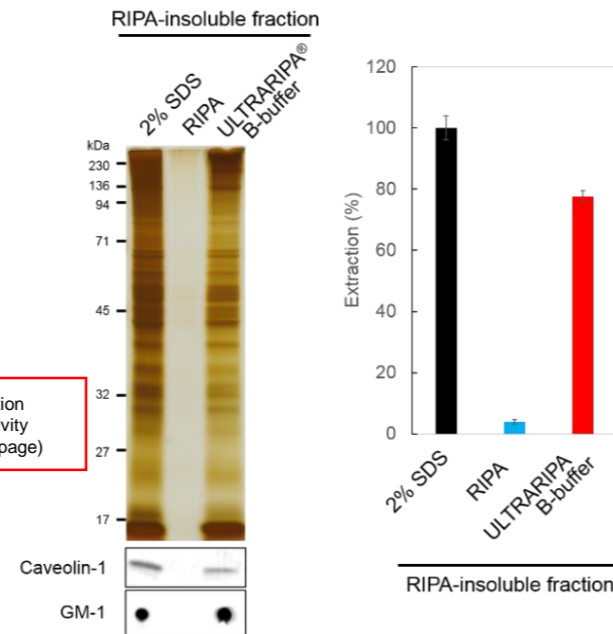 RIPA-insoluble fraction
2% SDS
RIPA
ULTRARIPA®
B-buffer
kDa
230
136
94
71
45
32
27
17
Caveolin-1
GM-1
tion
vity
page)
Extraction (%)
120
100
80
60
40
20
0
2% SDS
RIPA
ULTRARIPA
B-buffer
RIPA-insoluble fraction